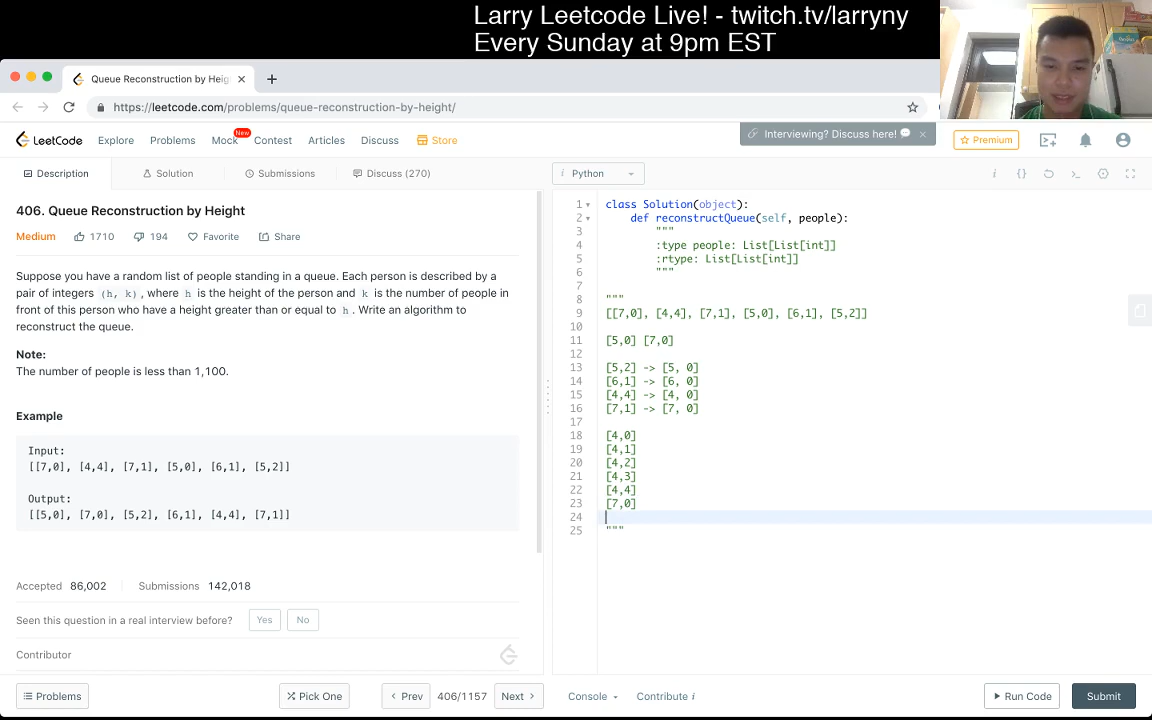 Larry Leetcode Live! - twitch.tv/larryny
Every Sunday at 9pm EST
Queue Reconstruction by Heig
https://leetcode.com/problems/queue-reconstruction-by-height/
LeetCode Explore Problems Mock New Contest Articles Discuss Store
Interviewing? Discuss here!
Premium
Description Solution Submissions Discuss (270)
i Python
406. Queue Reconstruction by Height
Medium 1710 194 Favorite Share
Suppose you have a random list of people standing in a queue. Each person is described by a
pair of integers (h, k), where h is the height of the person and k is the number of people in
front of this person who have a height greater than or equal to h. Write an algorithm to
reconstruct the queue.
Note:
The number of people is less than 1,100.
Example
Input:
[[7,0], [4,4], [7,1], [5,0], [6,1], [5,2]]
Output:
[[5,0], [7,0], [5,2], [6,1], [4,4], [7,1]]
Accepted 86,002 Submissions 142,018
Seen this question in a real interview before? Yes No
Contributor
1 class Solution(object):
2 def reconstructQueue(self, people):
3 """
4 :type people: List[List[int]]
5 :rtype: List[List[int]]
6 """
7
8 """
9 [[7,0], [4,4], [7,1], [5,0], [6,1], [5,2]]
10
11 [5,0] [7,0]
12
13 [5,2] -> [5, 0]
14 [6,1] -> [6, 0]
15 [4,4] -> [4, 0]
16 [7,1] -> [7, 0]
17
18 [4,0]
19 [4,1]
20 [4,2]
21 [4,3]
22 [4,4]
23 [7,0]
24
25 """
Problems Pick One Prev 406/1157 Next Console Contribute i Run Code Submit